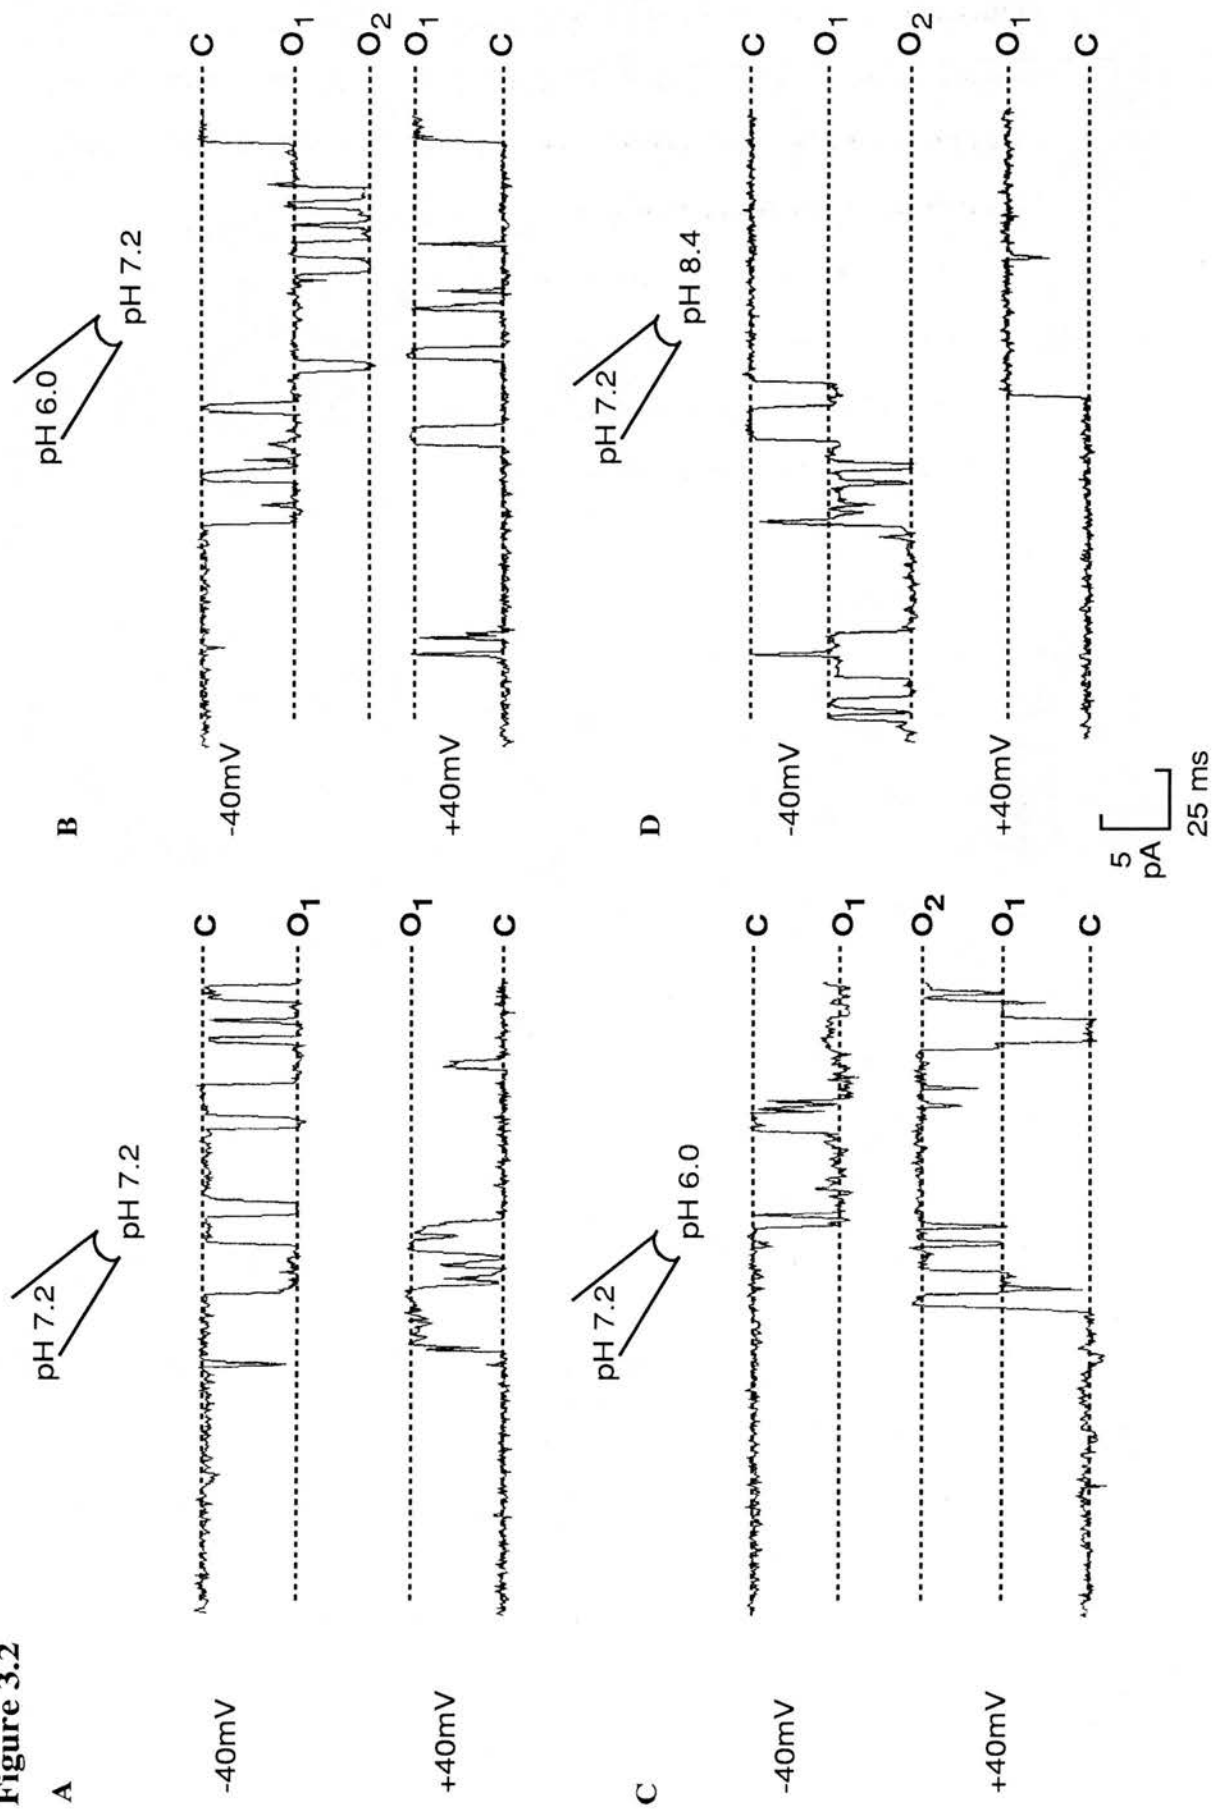 Figure 3.2
A
pH 7.2
pH 7.2
-40mV
C
O1
+40mV
O1
C
B
pH 6.0
pH 7.2
-40mV
C
O1
O2
+40mV
O1
C
C
pH 7.2
pH 6.0
-40mV
C
O1
+40mV
O2
O1
C
D
pH 7.2
pH 8.4
-40mV
C
O1
O2
+40mV
O1
C
5
pA
25 ms